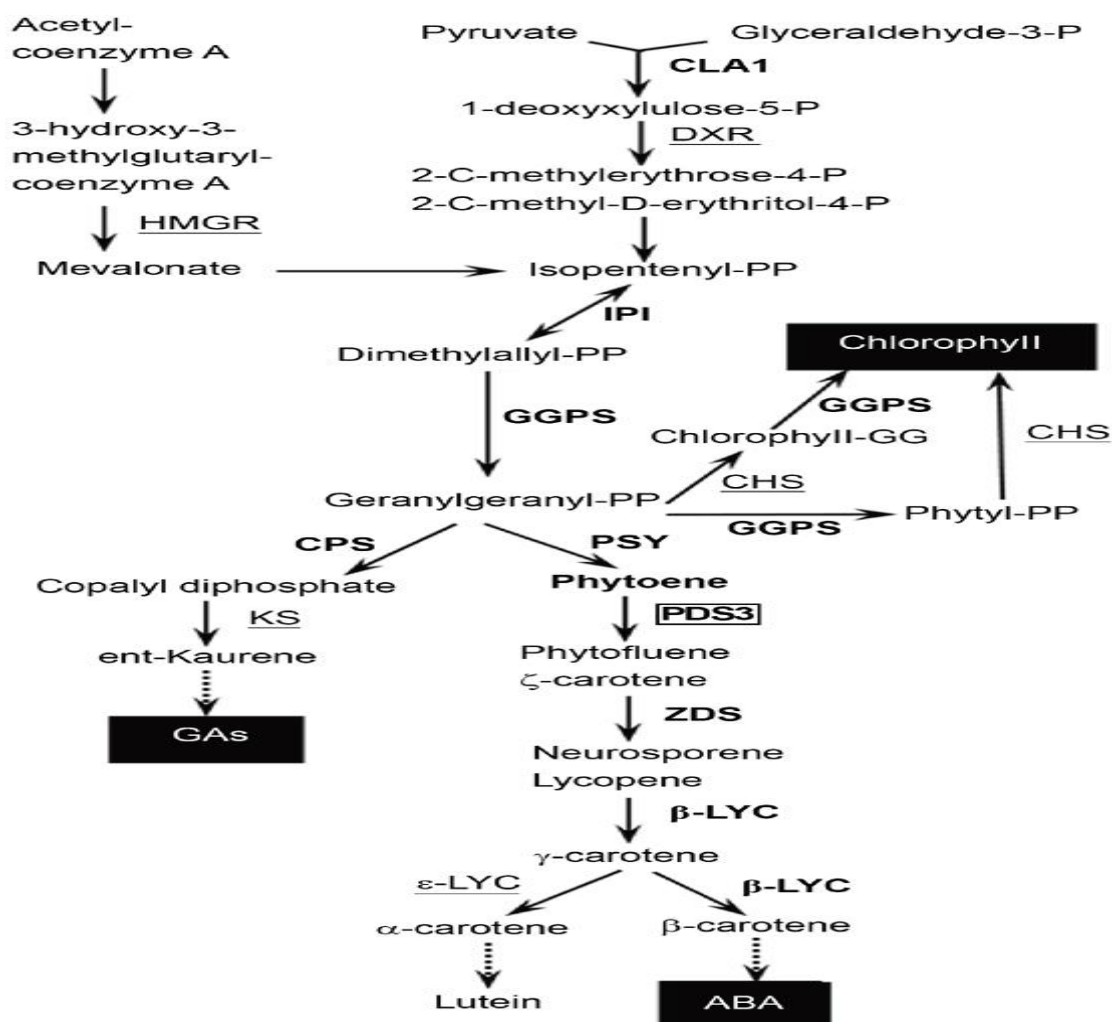 Acetyl-
coenzyme A
Pyruvate
Glyceraldehyde-3-P
CLA1
1-deoxyxylulose-5-P
3-hydroxy-3-
methylglutaryl-
coenzyme A
DXR
2-C-methylerythrose-4-P
2-C-methyl-D-erythritol-4-P
HMGR
Mevalonate
Isopentenyl-PP
IPI
Dimethylallyl-PP
Chlorophyll
GGPS
GGPS
Chlorophyll-GG
CHS
CHS
Geranylgeranyl-PP
GGPS
Phytyl-PP
CPS
PSY
Copalyl diphosphate
Phytoene
KS
PDS3
ent-Kaurene
Phytofluene
ζ-carotene
GAs
ZDS
Neurosporene
Lycopene
β-LYC
γ-carotene
ε-LYC
β-LYC
α-carotene
β-carotene
Lutein
ABA